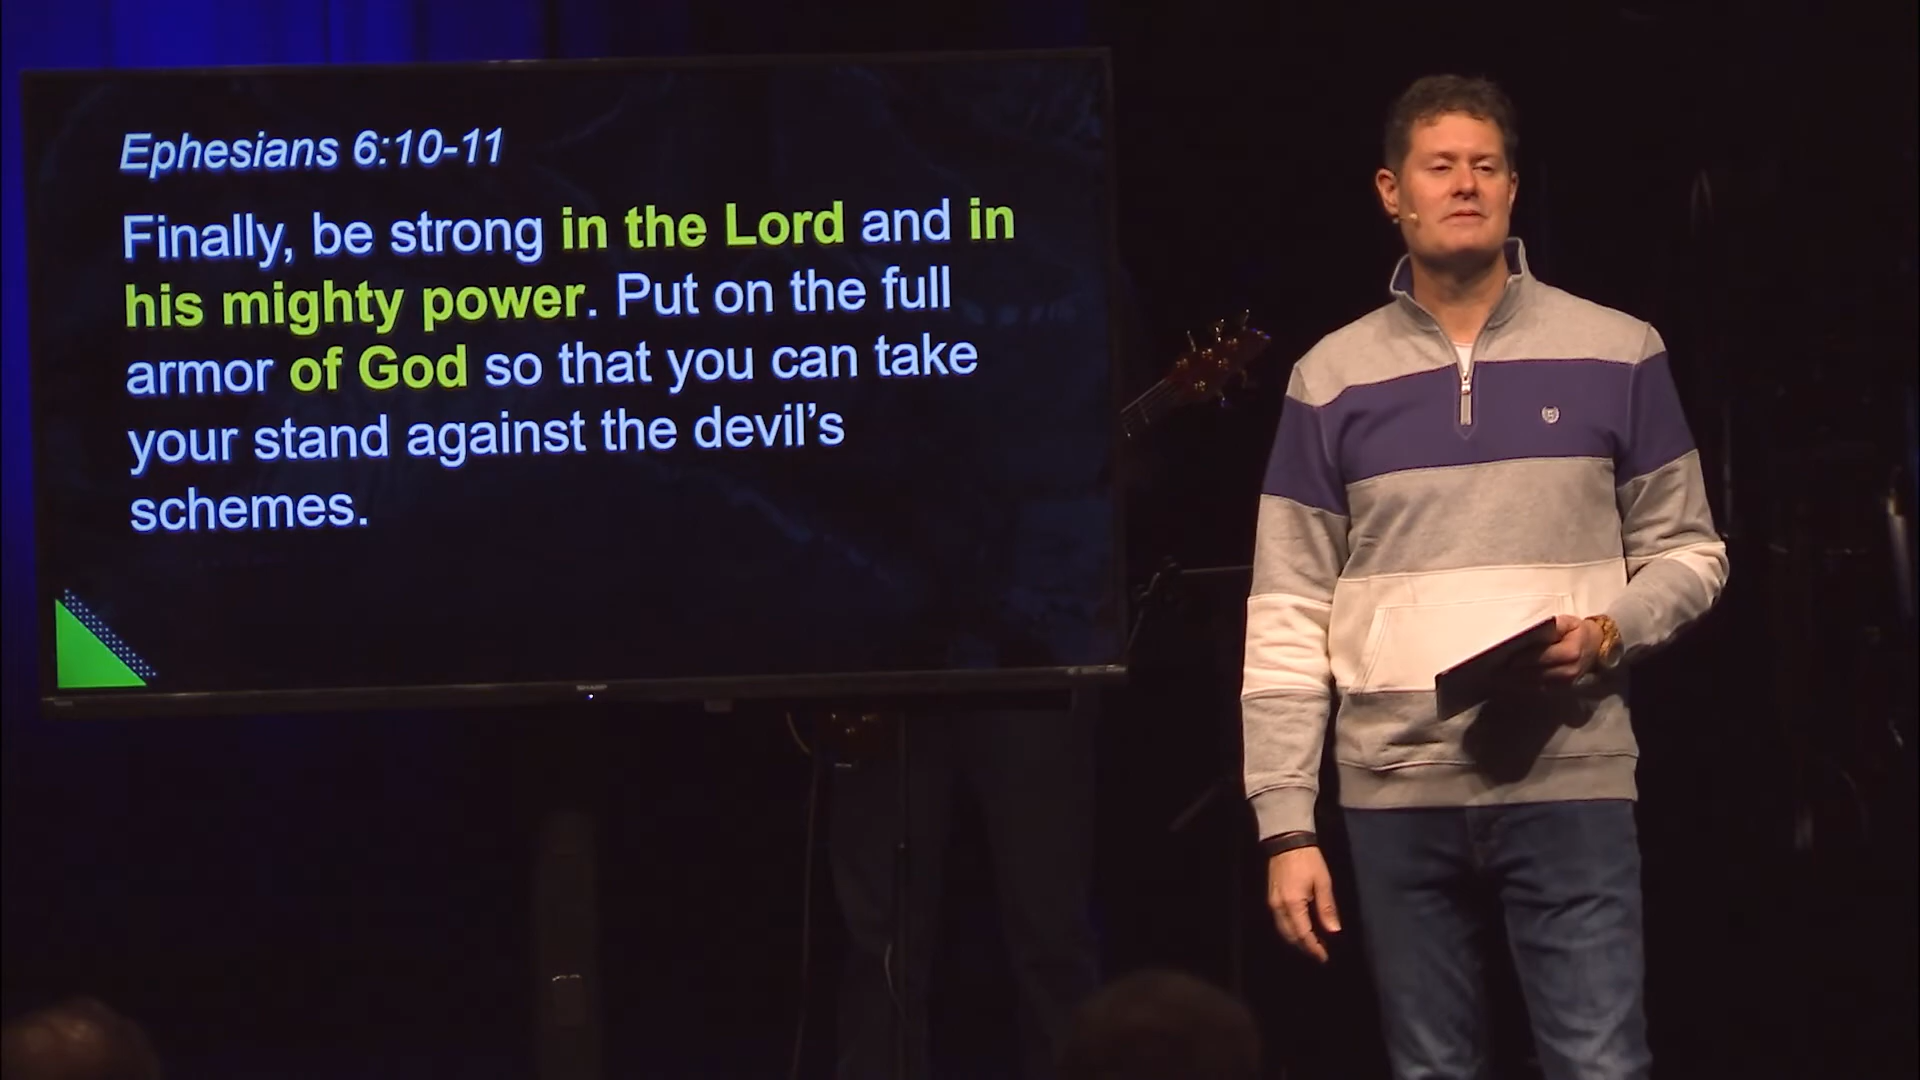 Ephesians 6:10-11
Finally, be strong in the Lord and in
his mighty power. Put on the full
armor of God so that you can take
your stand against the devil’s
schemes.
SHARP